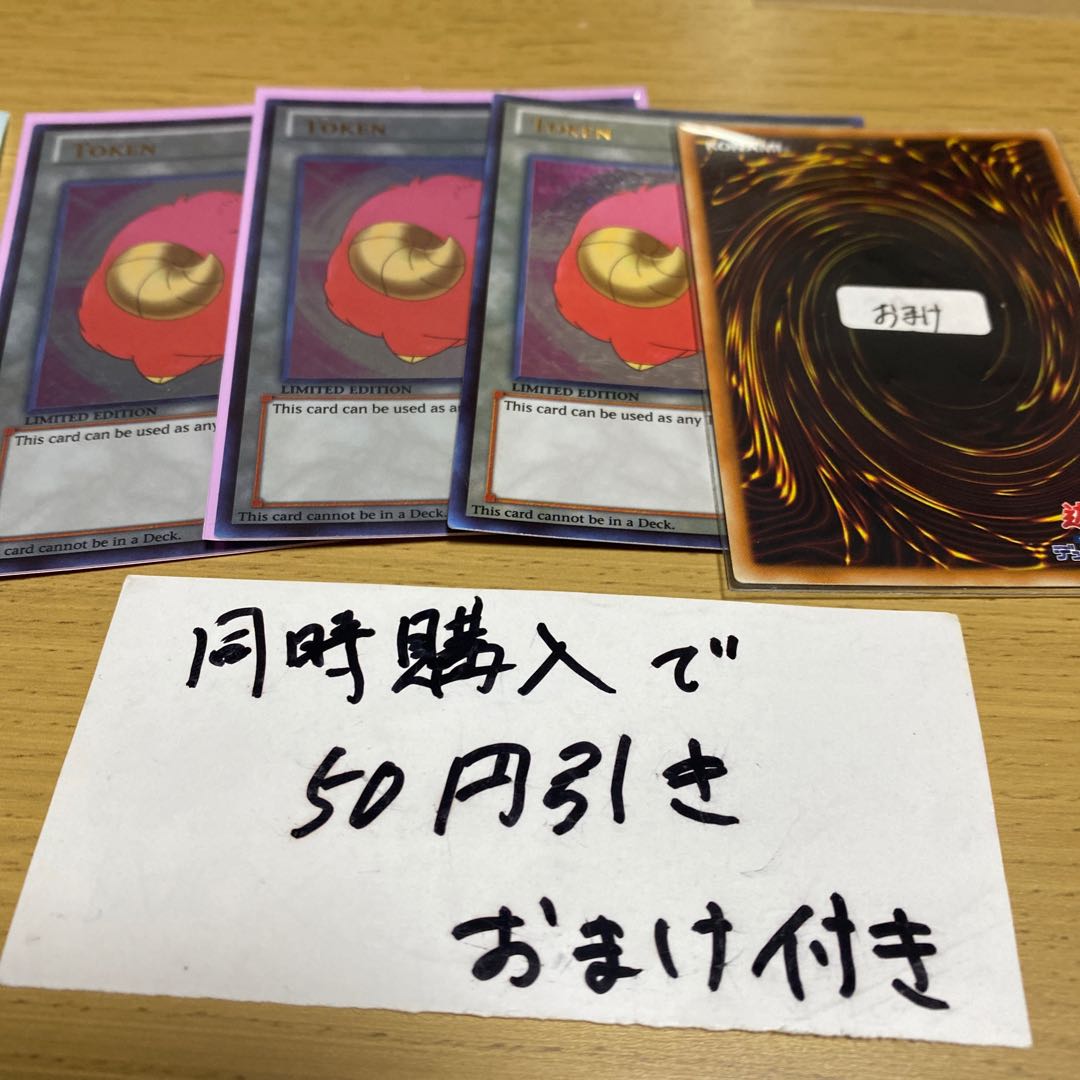 TOKEN
LIMITED EDITION
This card can be used as any
This card cannot be in a Deck.
TOKEN
LIMITED EDITION
This card can be used as a
This card cannot be in a Deck.
TOKEN
LIMITED EDITION
This card can be used as any
This card cannot be in a Deck.
KONAMI
おまけ
同時購入で
50円引き
おまけ付き